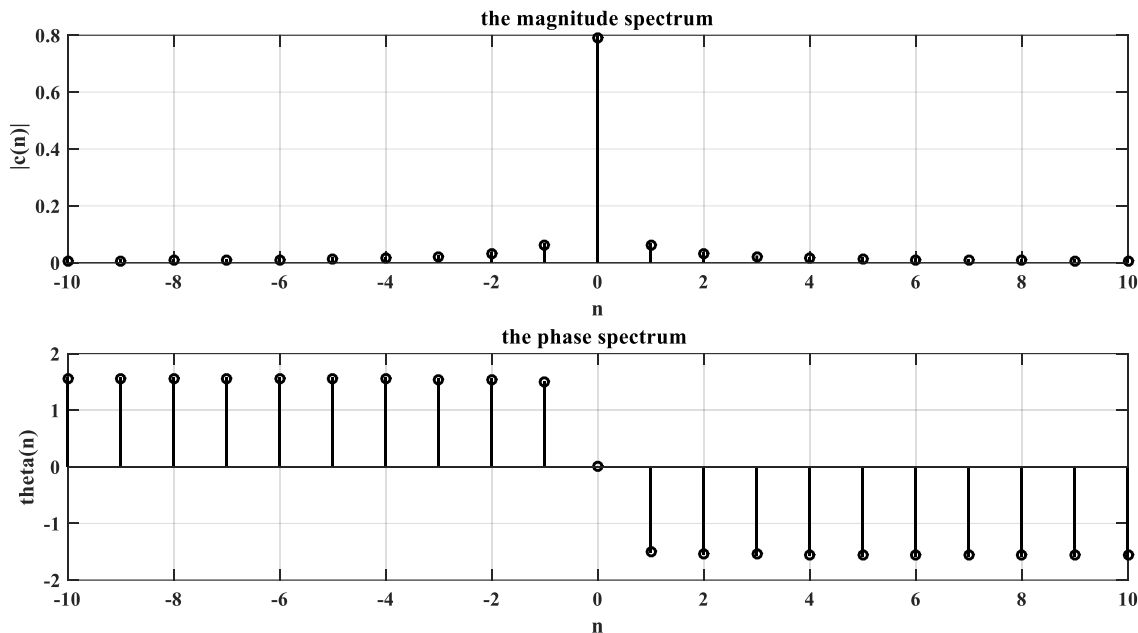 the magnitude spectrum
0.8
0.6
0.4
0.2
0
|c(n)|
-10 -8 -6 -4 -2 0 2 4 6 8 10
n
the phase spectrum
2
1
0
-1
-2
theta(n)
-10 -8 -6 -4 -2 0 2 4 6 8 10
n